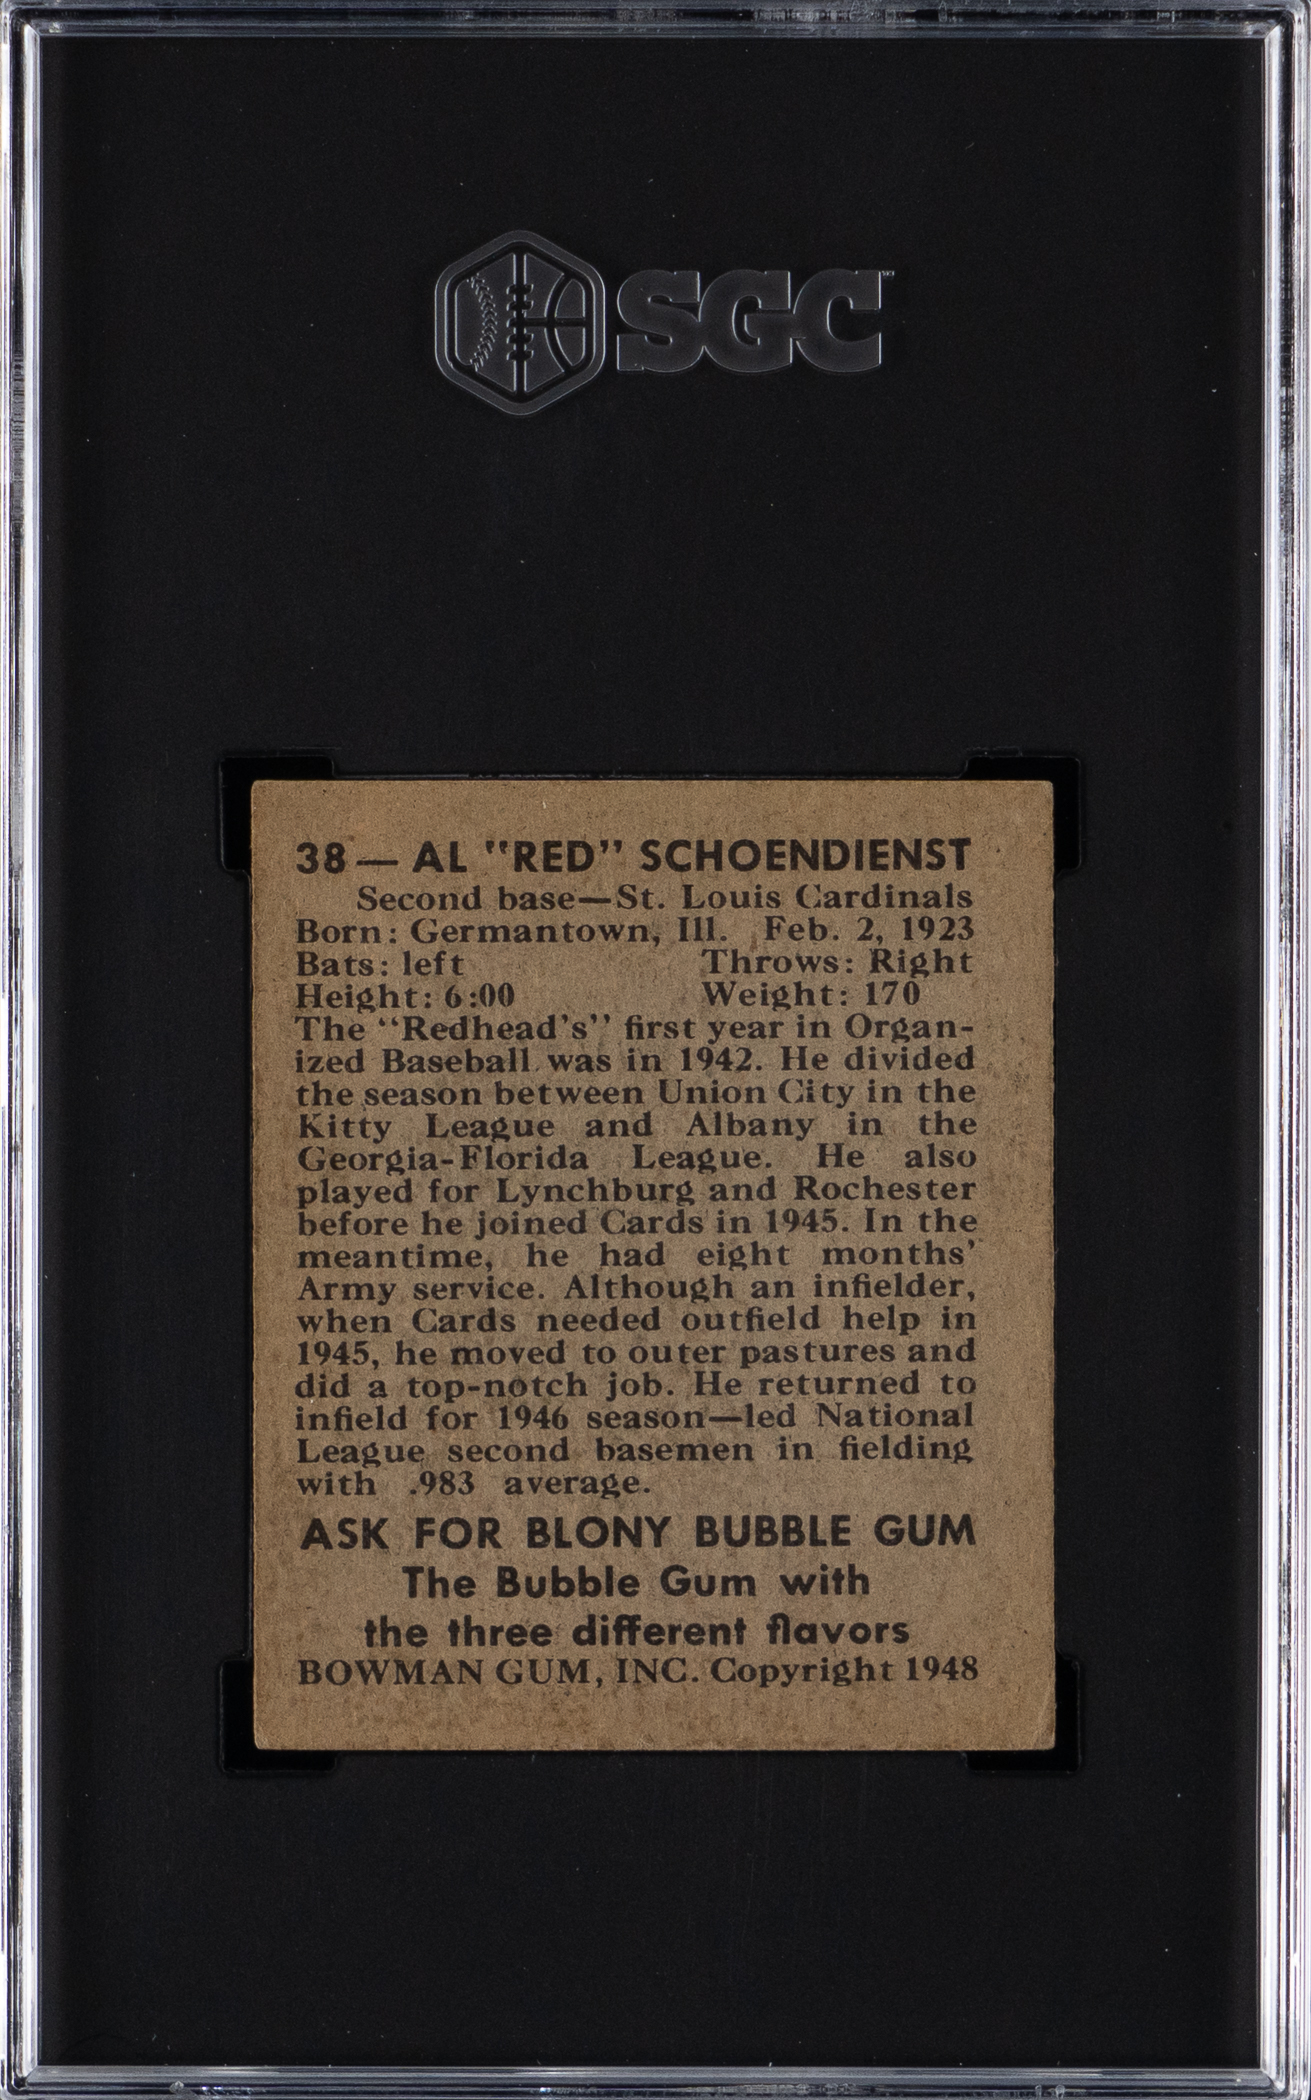 SGC
38 — AL "RED" SCHOENDIENST
Second base—St. Louis Cardinals
Born: Germantown, Ill. Feb. 2, 1923
Bats: left Throws: Right
Height: 6:00 Weight: 170
The "Redhead's" first year in Organ-
ized Baseball was in 1942. He divided
the season between Union City in the
Kitty League and Albany in the
Georgia-Florida League. He also
played for Lynchburg and Rochester
before he joined Cards in 1945. In the
meantime, he had eight months'
Army service. Although an infielder,
when Cards needed outfield help in
1945, he moved to outer pastures and
did a top-notch job. He returned to
infield for 1946 season—led National
League second basemen in fielding
with .983 average.
ASK FOR BLONY BUBBLE GUM
The Bubble Gum with
the three different flavors
BOWMAN GUM, INC. Copyright 1948